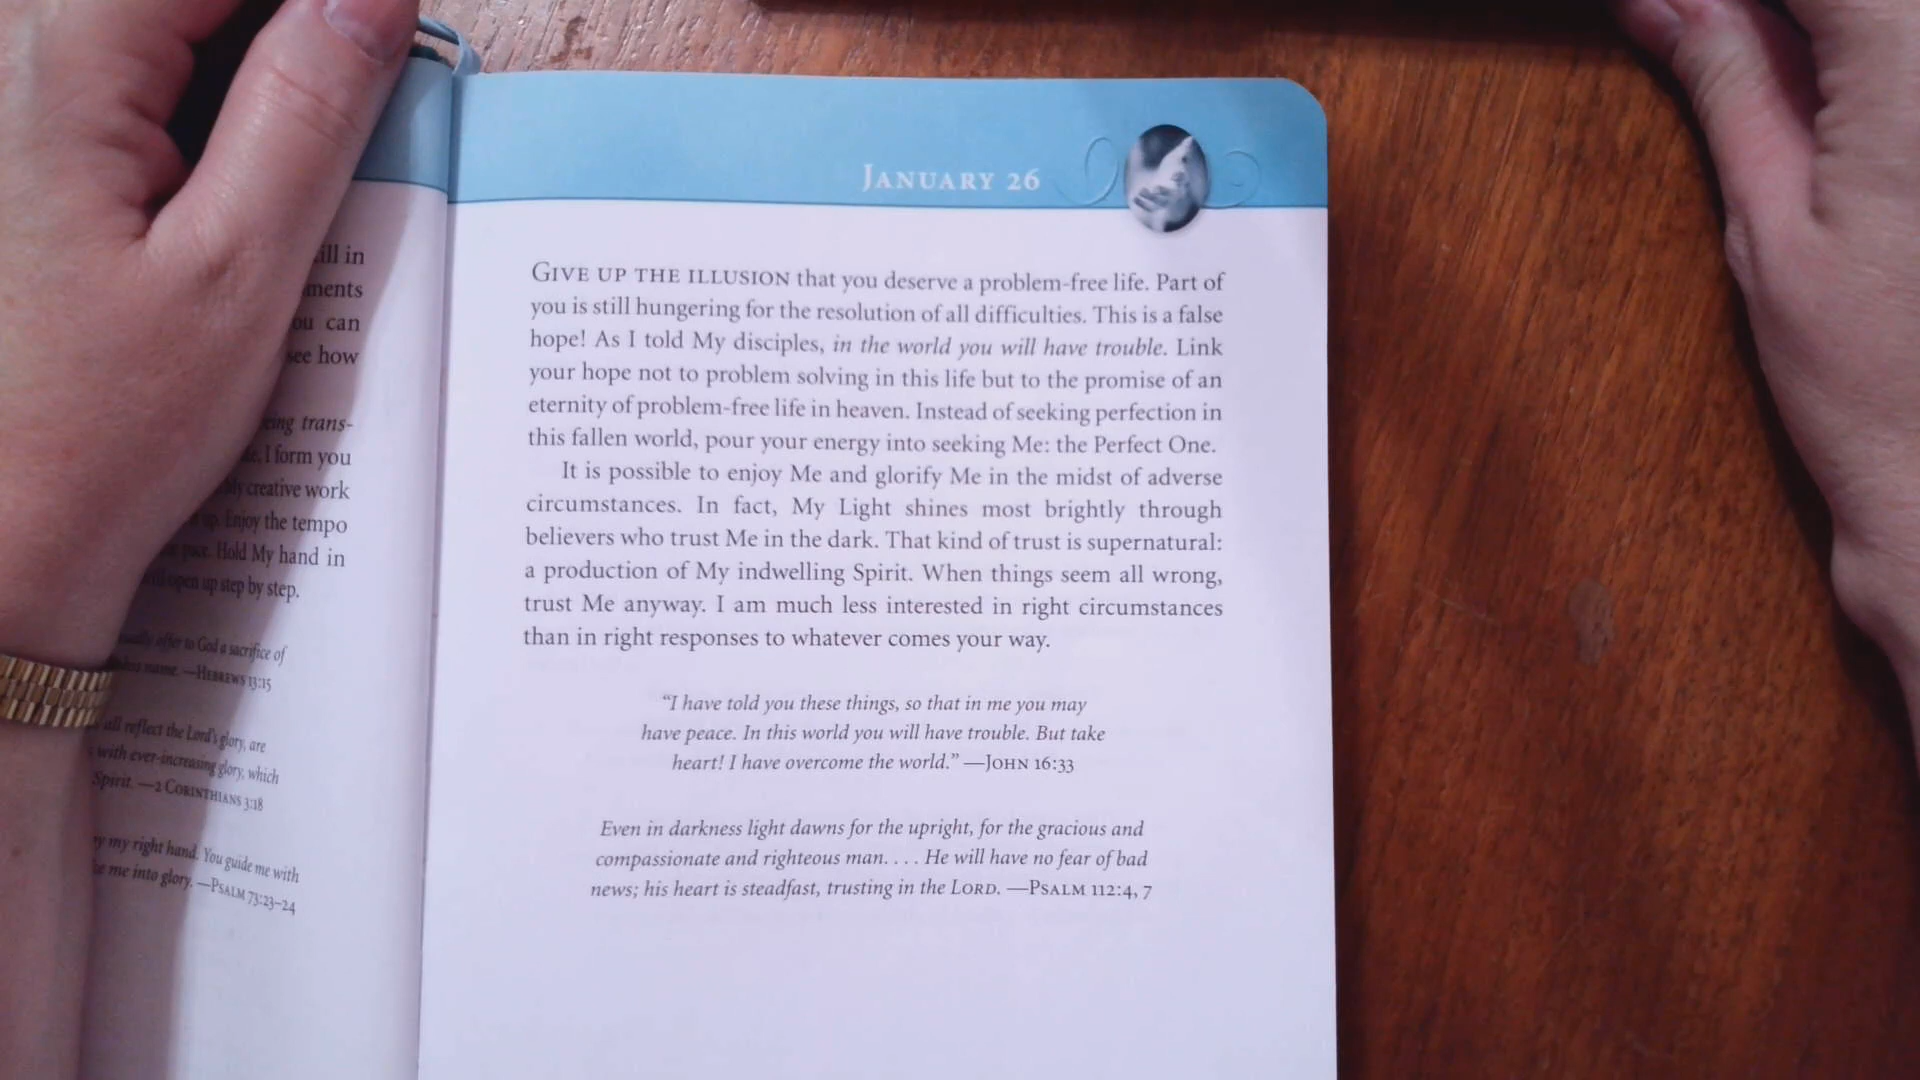 ill in
ments
ou can
see how
eing trans-
I form you
creative work
up. Enjoy the tempo
pace. Hold My hand in
open up step by step.
offer to God a sacrifice of
name. —HEBREWS 13:15
all reflect the Lord's glory, are
with ever-increasing glory, which
Spirit. —2 CORINTHIANS 3:18
my right hand. You guide me with
me into glory. —PSALM 73:23–24
JANUARY 26
GIVE UP THE ILLUSION that you deserve a problem-free life. Part of
you is still hungering for the resolution of all difficulties. This is a false
hope! As I told My disciples, in the world you will have trouble. Link
your hope not to problem solving in this life but to the promise of an
eternity of problem-free life in heaven. Instead of seeking perfection in
this fallen world, pour your energy into seeking Me: the Perfect One.
It is possible to enjoy Me and glorify Me in the midst of adverse
circumstances. In fact, My Light shines most brightly through
believers who trust Me in the dark. That kind of trust is supernatural:
a production of My indwelling Spirit. When things seem all wrong,
trust Me anyway. I am much less interested in right circumstances
than in right responses to whatever comes your way.
“I have told you these things, so that in me you may
have peace. In this world you will have trouble. But take
heart! I have overcome the world.” —JOHN 16:33
Even in darkness light dawns for the upright, for the gracious and
compassionate and righteous man. . . . He will have no fear of bad
news; his heart is steadfast, trusting in the LORD. —PSALM 112:4, 7